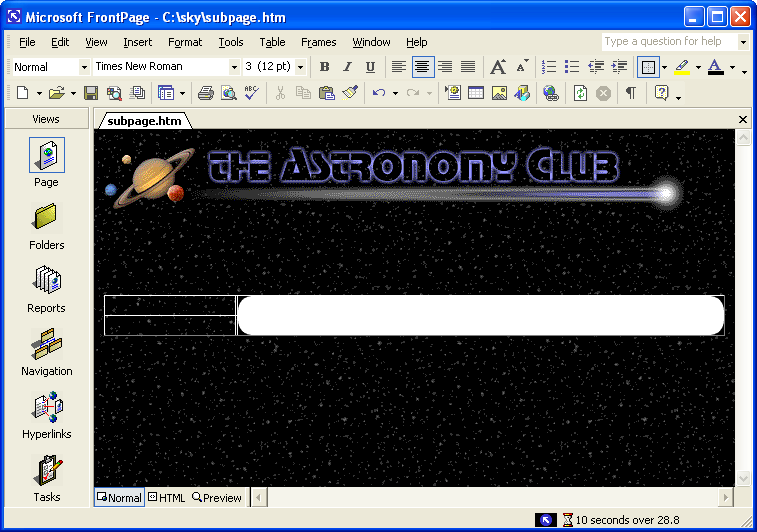 Microsoft FrontPage - C:\sky\subpage.htm
File Edit View Insert Format Tools Table Frames Window Help Type a question for help
Normal Times New Roman 3 (12 pt) B I U A A A
ABC ¶ ?
Views subpage.htm
the Astronomy Club
Page
Folders
Reports
Navigation
Hyperlinks
Tasks
Normal HTML Preview
10 seconds over 28.8